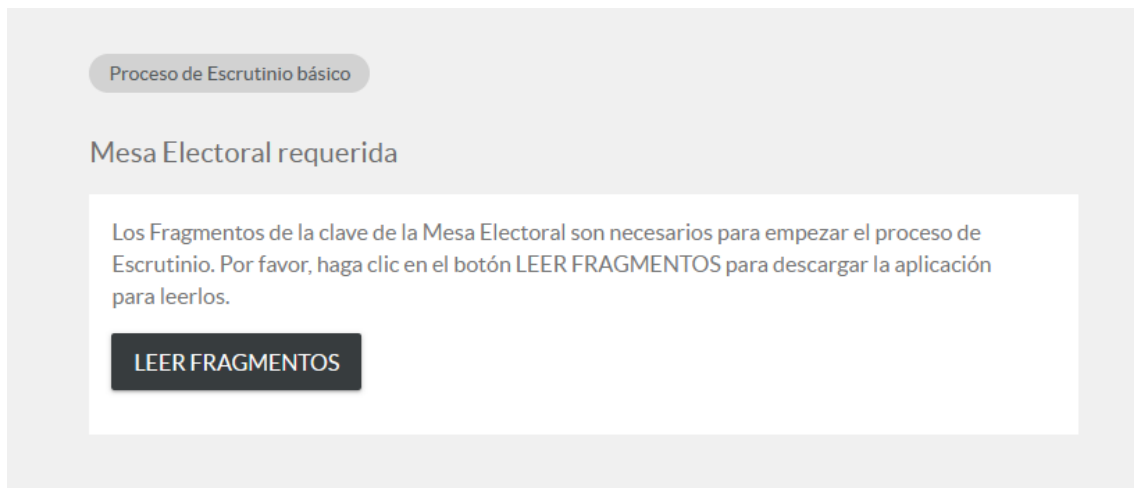 Proceso de Escrutinio básico
Mesa Electoral requerida
Los Fragmentos de la clave de la Mesa Electoral son necesarios para empezar el proceso de
Escrutinio. Por favor, haga clic en el botón LEER FRAGMENTOS para descargar la aplicación
para leerlos.
LEER FRAGMENTOS